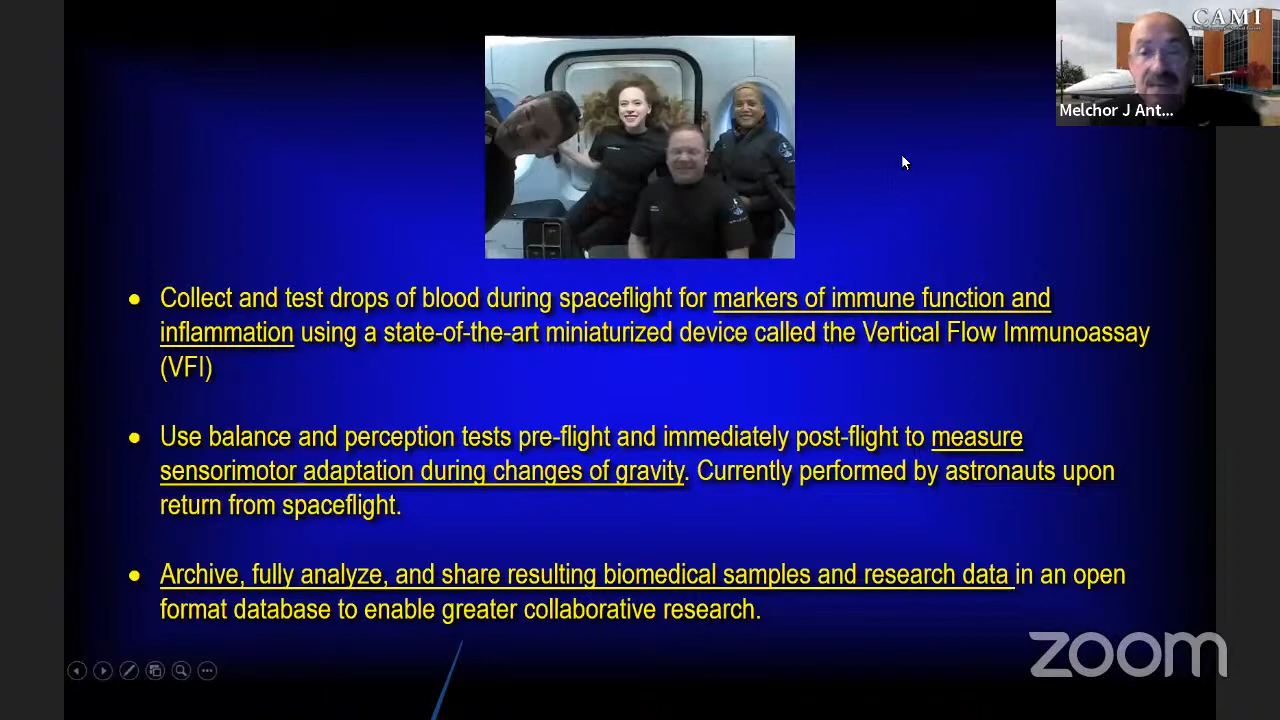 CAMI
Melchor J Ant...
● Collect and test drops of blood during spaceflight for markers of immune function and
inflammation using a state-of-the-art miniaturized device called the Vertical Flow Immunoassay
(VFI)
● Use balance and perception tests pre-flight and immediately post-flight to measure
sensorimotor adaptation during changes of gravity. Currently performed by astronauts upon
return from spaceflight.
● Archive, fully analyze, and share resulting biomedical samples and research data in an open
format database to enable greater collaborative research.
zoom